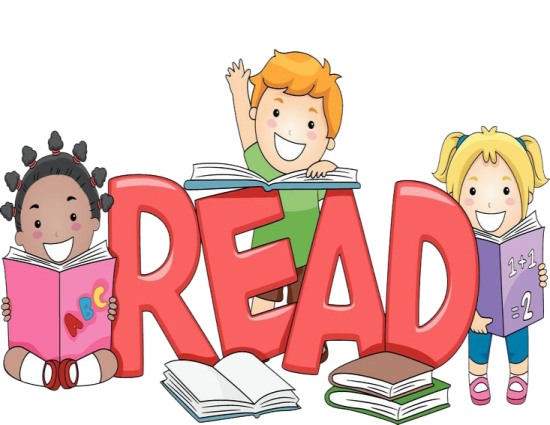 READ
ABC
1+1
=2